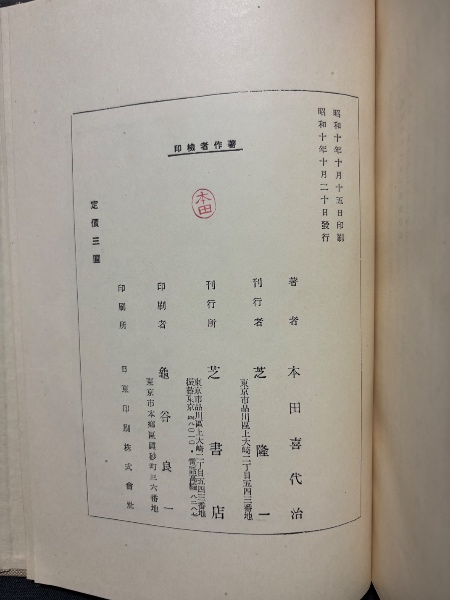 昭和十年十月十五日印刷
昭和十年十月二十日發行
著作者檢印
本田
定價三圓
著者 本田喜代治
東京市品川區上大崎二丁目五四三番地
刊行者 芝隆一
東京市品川區上大崎二丁目五四三番地
刊行所 芝書店
東京市本鄕區眞砂町三六番地
印刷者 龜谷良一
印刷所 日東印刷株式會社